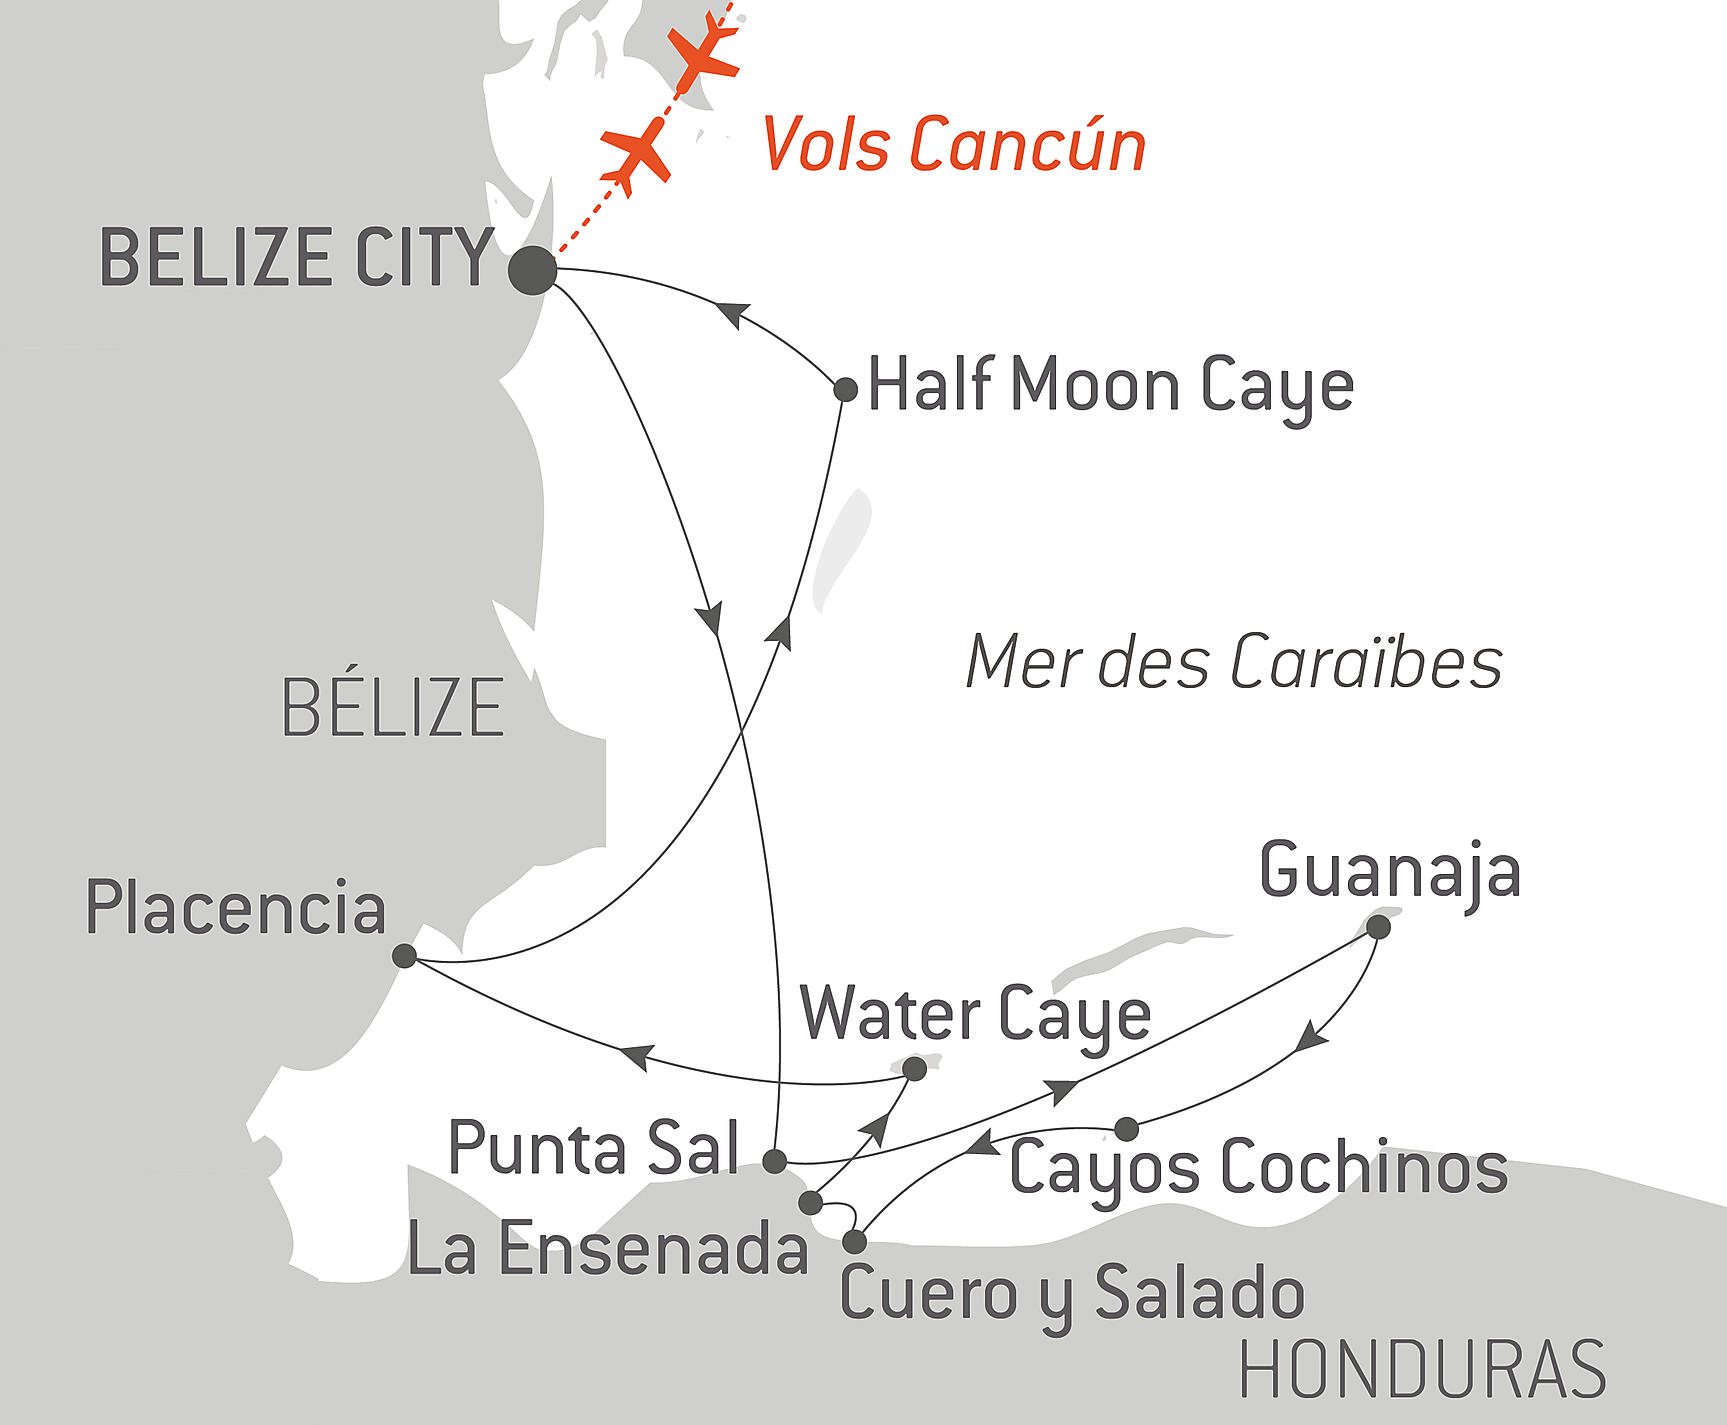 Vols Cancún
BELIZE CITY
Half Moon Caye
Mer des Caraïbes
BÉLIZE
Guanaja
Placencia
Water Caye
Punta Sal
Cayos Cochinos
La Ensenada
Cuero y Salado
HONDURAS